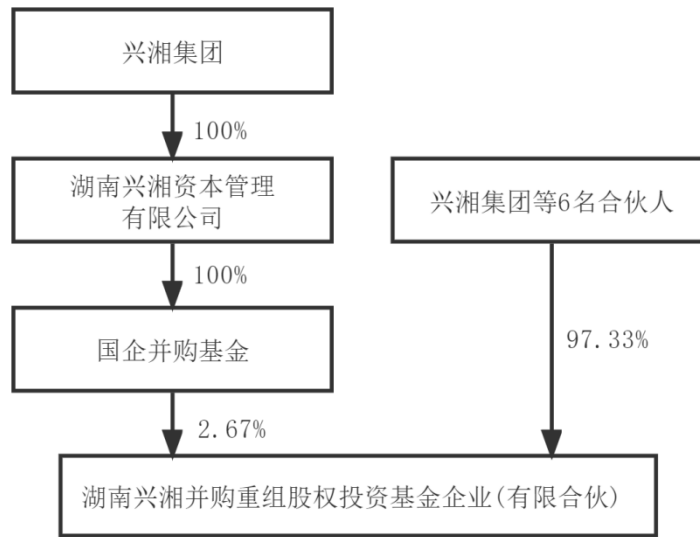 兴湘集团
100%
湖南兴湘资本管理
有限公司
兴湘集团等6名合伙人
100%
国企并购基金
97.33%
2.67%
湖南兴湘并购重组股权投资基金企业(有限合伙)